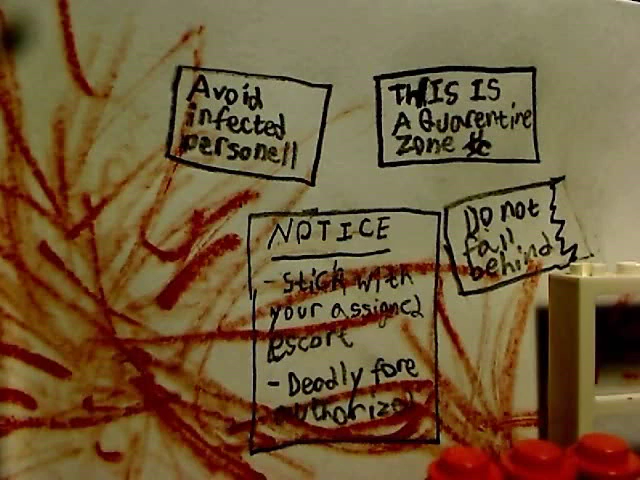 Avoid
infected
personell
THIS IS
A Quarentine
zone
NOTICE
-Stick with
your assigned
escort
-Deadly fore
authorized
Do not
fall
behind